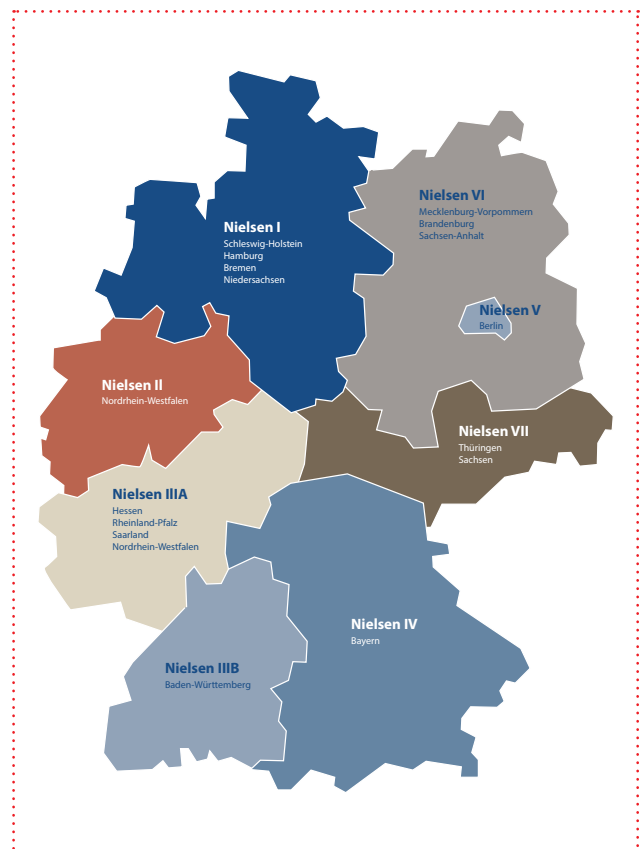 Nielsen I
Schleswig-Holstein
Hamburg
Bremen
Niedersachsen
Nielsen VI
Mecklenburg-Vorpommern
Brandenburg
Sachsen-Anhalt
Nielsen V
Berlin
Nielsen II
Nordrhein-Westfalen
Nielsen VII
Thüringen
Sachsen
Nielsen IIIA
Hessen
Rheinland-Pfalz
Saarland
Nordrhein-Westfalen
Nielsen IV
Bayern
Nielsen IIIB
Baden-Württemberg